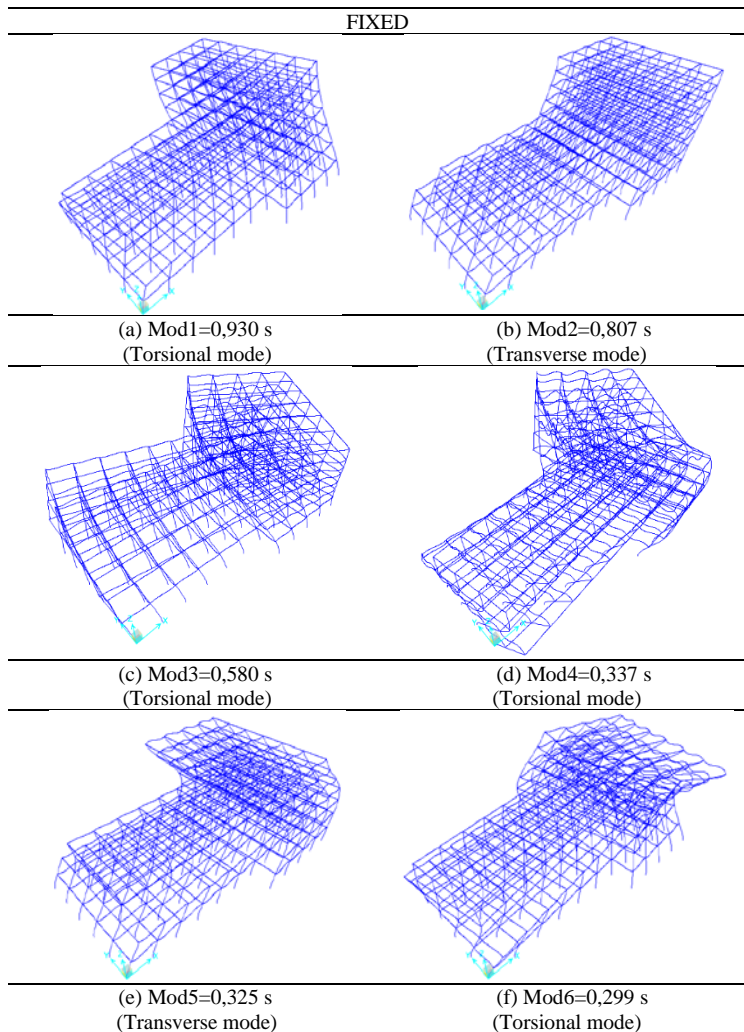 FIXED
(a) Mod1=0,930 s
(Torsional mode)
(b) Mod2=0,807 s
(Transverse mode)
(c) Mod3=0,580 s
(Torsional mode)
(d) Mod4=0,337 s
(Torsional mode)
(e) Mod5=0,325 s
(Transverse mode)
(f) Mod6=0,299 s
(Torsional mode)